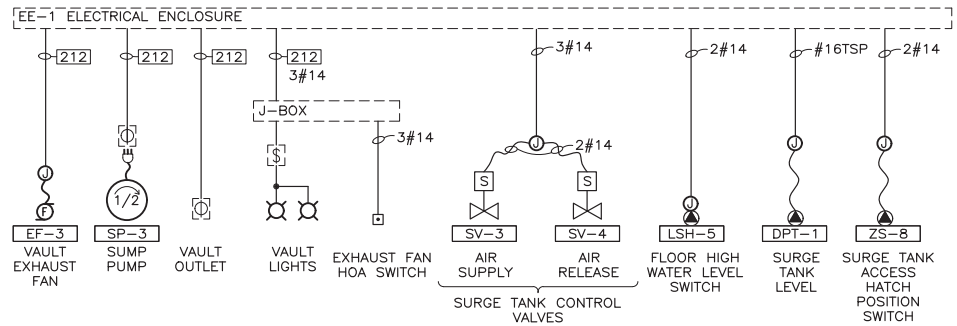 EE-1 ELECTRICAL ENCLOSURE
212
212
212
212
3#14
3#14
2#14
#16TSP
2#14
J-BOX
3#14
S
J
2#14
J
J
J
1/2
S
S
J
F
EF-3
SP-3
SV-3
SV-4
LSH-5
DPT-1
ZS-8
VAULT
EXHAUST
FAN
SUMP
PUMP
VAULT
OUTLET
VAULT
LIGHTS
EXHAUST FAN
HOA SWITCH
AIR
SUPPLY
AIR
RELEASE
SURGE TANK CONTROL
VALVES
FLOOR HIGH
WATER LEVEL
SWITCH
SURGE
TANK
LEVEL
SURGE TANK
ACCESS
HATCH
POSITION
SWITCH